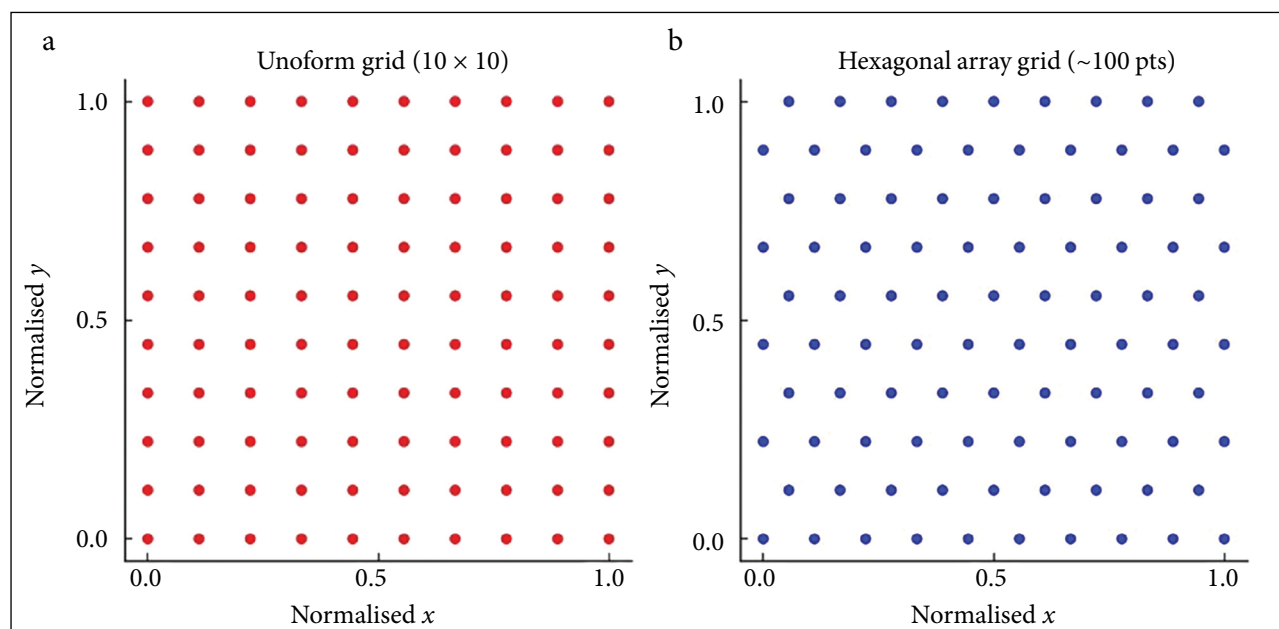 a
Unoform grid (10 × 10)
1.0
0.5
0.0
Normalised y
0.0 0.5 1.0
Normalised x
b
Hexagonal array grid (~100 pts)
1.0
0.5
0.0
Normalised y
0.0 0.5 1.0
Normalised x